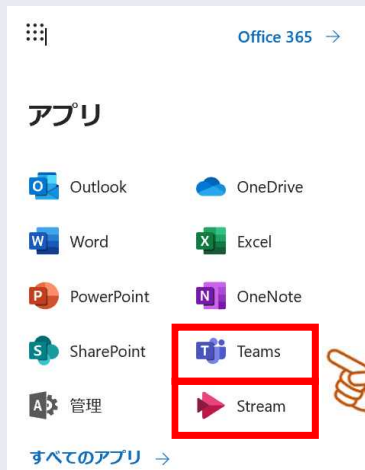 Office 365 →
アプリ
Outlook OneDrive
Word Excel
PowerPoint OneNote
SharePoint Teams
管理 Stream
すべてのアプリ →